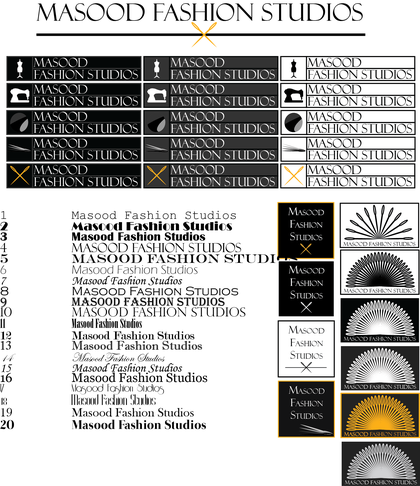 MASOOD FASHION STUDIOS
MASOOD
FASHION STUDIOS
MASOOD
FASHION STUDIOS
MASOOD
FASHION STUDIOS
MASOOD
FASHION STUDIOS
MASOOD
FASHION STUDIOS
MASOOD
FASHION STUDIOS
MASOOD
FASHION STUDIOS
MASOOD
FASHION STUDIOS
MASOOD
FASHION STUDIOS
MASOOD
FASHION STUDIOS
MASOOD
FASHION STUDIOS
MASOOD
FASHION STUDIOS
MASOOD
FASHION STUDIOS
MASOOD
FASHION STUDIOS
MASOOD
FASHION STUDIOS
1 Masood Fashion Studios
2 Masood Fashion Studios
3 Masood Fashion Studios
4 MASOOD FASHION STUDIOS
5 MASOOD FASHION STUDIOS
6 Masood Fashion Studios
7 Masood Fashion Studios
8 MASOOD FASHION STUDIOS
9 MASOOD FASHION STUDIOS
10 MASOOD FASHION STUDIOS
11 Masood Fashion Studios
12 Masood Fashion Studios
13 Masood Fashion Studios
14 Masood Fashion Studios
15 Masood Fashion Studios
16 Masood Fashion Studios
17 Masood Fashion Studios
18 Masood Fashion Studios
19 Masood Fashion Studios
20 Masood Fashion Studios
MASOOD
FASHION
STUDIOS
MASOOD
FASHION
STUDIOS
MASOOD
FASHION
STUDIOS
MASOOD
FASHION
STUDIOS
MASOOD FASHION STUDIOS
MASOOD FASHION STUDIOS
MASOOD FASHION STUDIOS
MASOOD FASHION STUDIOS
MASOOD FASHION STUDIOS
MASOOD FASHION STUDIOS